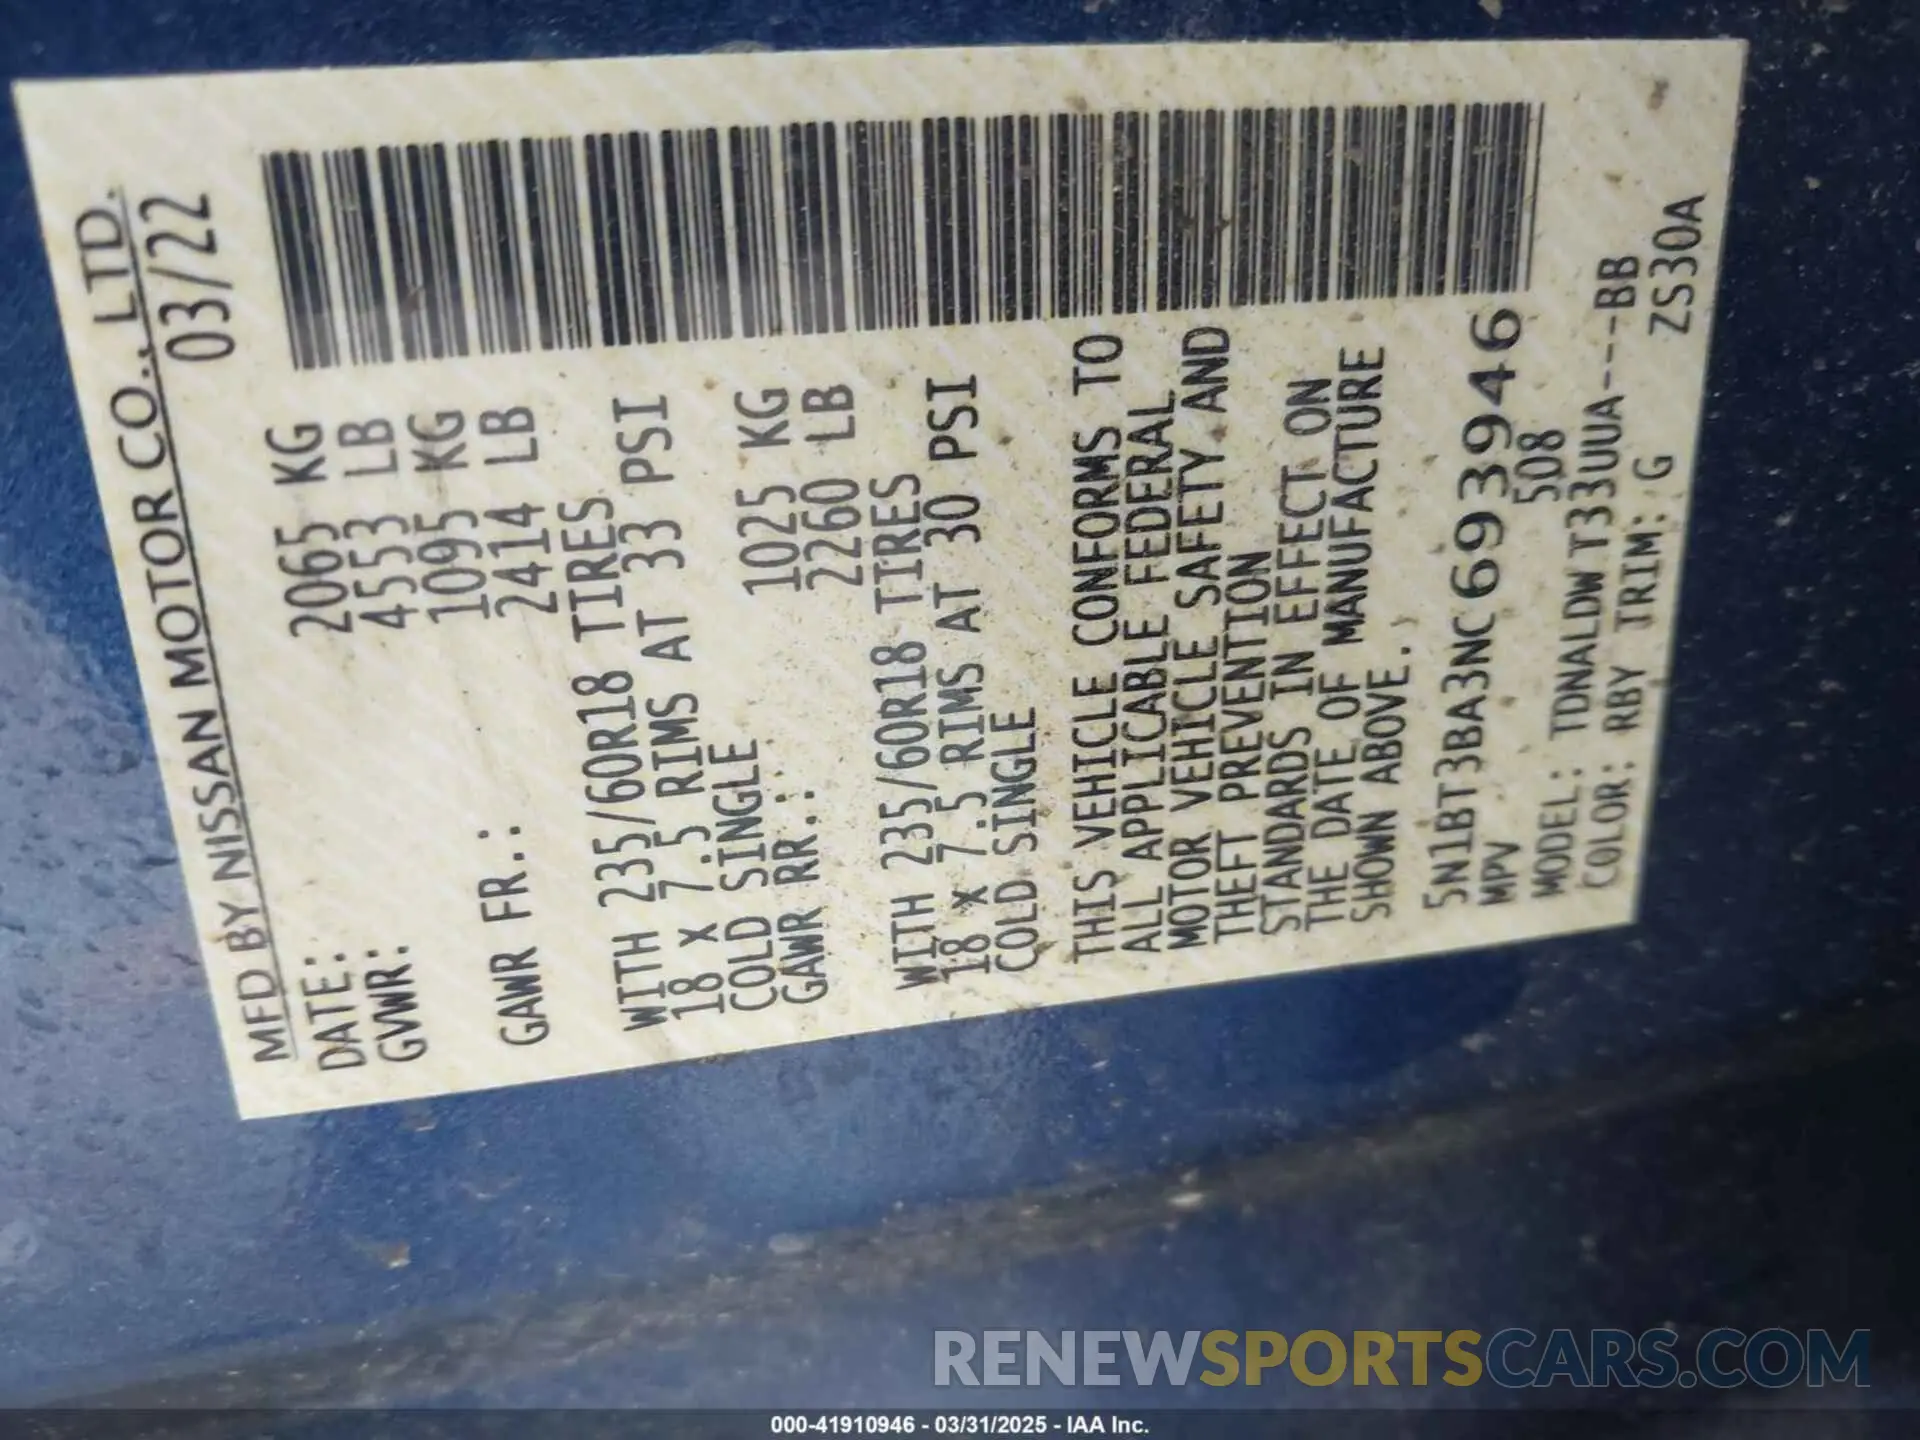 MFD BY NISSAN MOTOR CO., LTD.
DATE: 03/22
GVWR: 2065 KG
4553 LB
GAWR FR.: 1095 KG
2414 LB
WITH 235/60R18 TIRES
18 x 7.5 RIMS AT 33 PSI
COLD SINGLE
GAWR RR.: 1025 KG
2260 LB
WITH 235/60R18 TIRES
18 x 7.5 RIMS AT 30 PSI
COLD SINGLE
THIS VEHICLE CONFORMS TO
ALL APPLICABLE FEDERAL
MOTOR VEHICLE SAFETY AND
THEFT PREVENTION
STANDARDS IN EFFECT ON
THE DATE OF MANUFACTURE
SHOWN ABOVE.
5N1BT3BA3NC693946
MPV 508
MODEL: TDNALDW T33UUA---BB
COLOR: RBY TRIM: G ZS30A
RENEWSPORTSCARS.COM
000-41910946 - 03/31/2025 - IAA Inc.